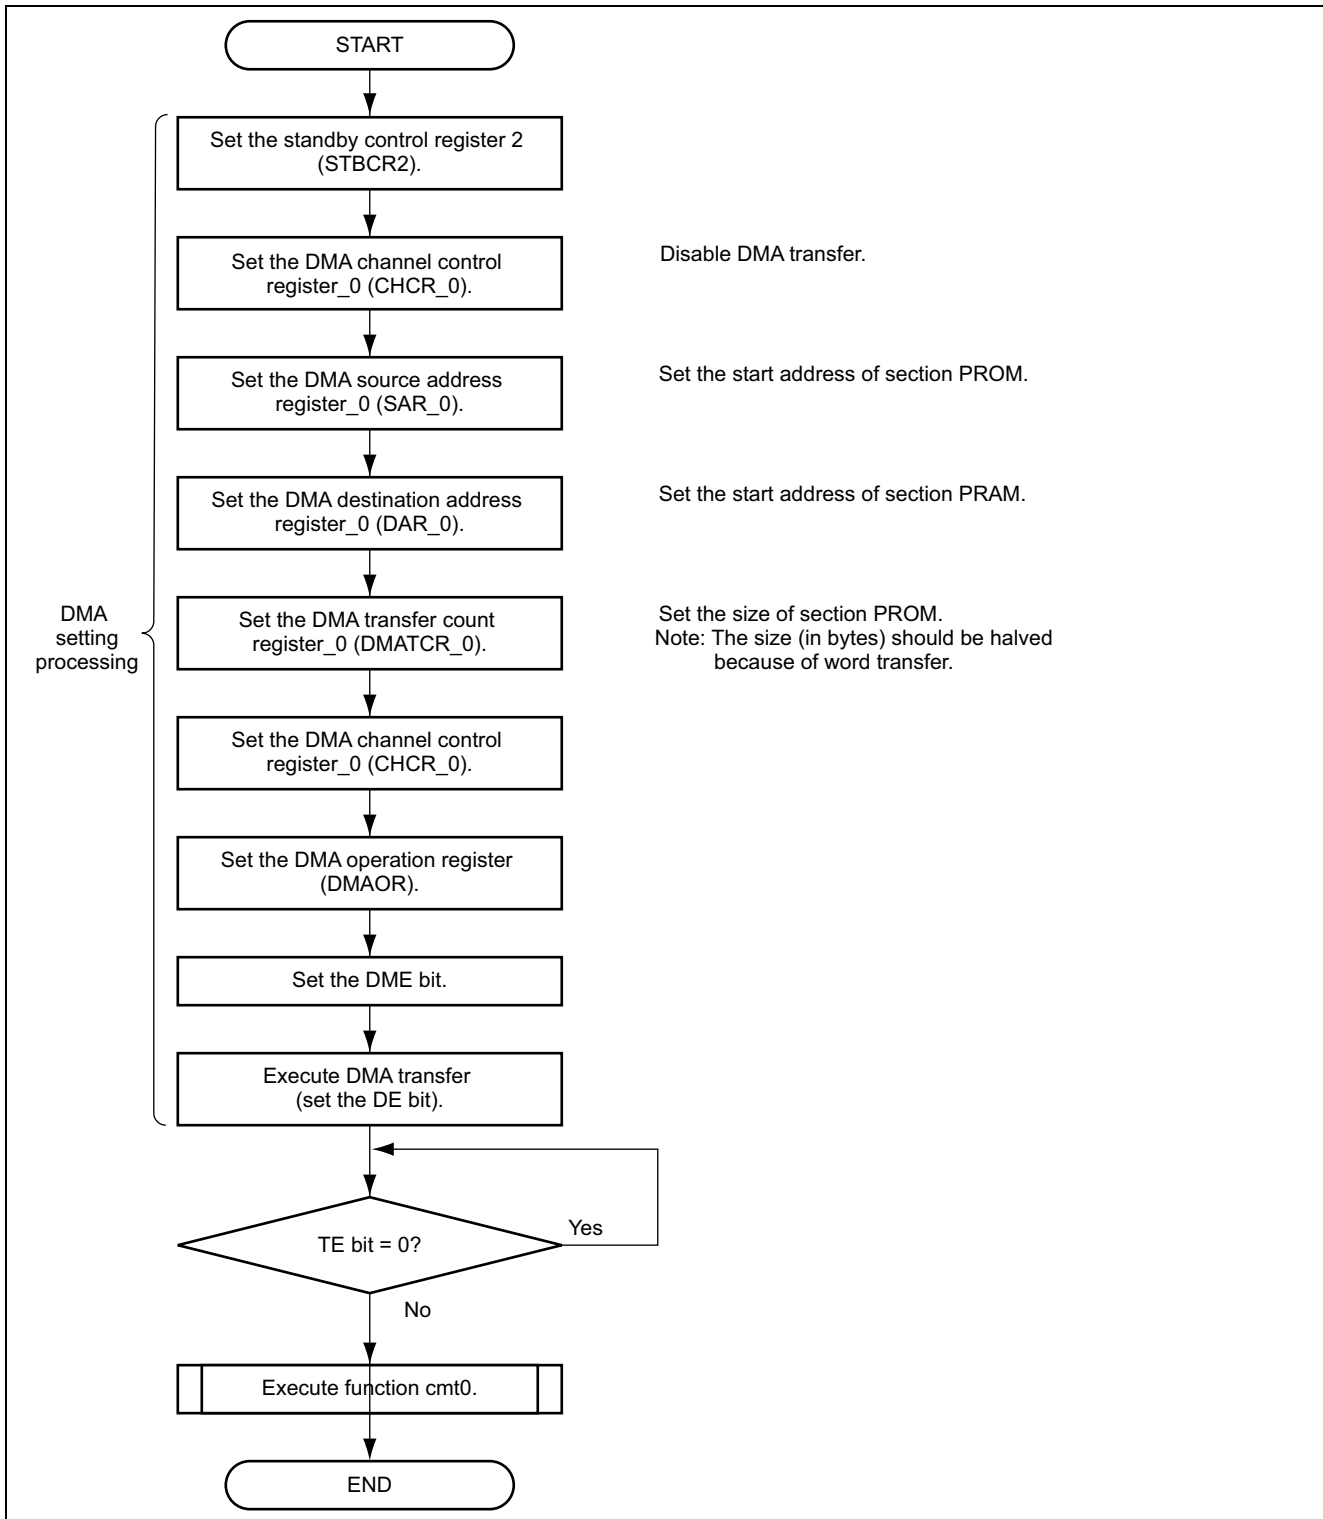 START
Set the standby control register 2
(STBCR2).
Set the DMA channel control
register_0 (CHCR_0).
Disable DMA transfer.
Set the DMA source address
register_0 (SAR_0).
Set the start address of section PROM.
Set the DMA destination address
register_0 (DAR_0).
Set the start address of section PRAM.
DMA
setting
processing
Set the DMA transfer count
register_0 (DMATCR_0).
Set the size of section PROM.
Note: The size (in bytes) should be halved
because of word transfer.
Set the DMA channel control
register_0 (CHCR_0).
Set the DMA operation register
(DMAOR).
Set the DME bit.
Execute DMA transfer
(set the DE bit).
TE bit = 0?
Yes
No
Execute function cmt0.
END